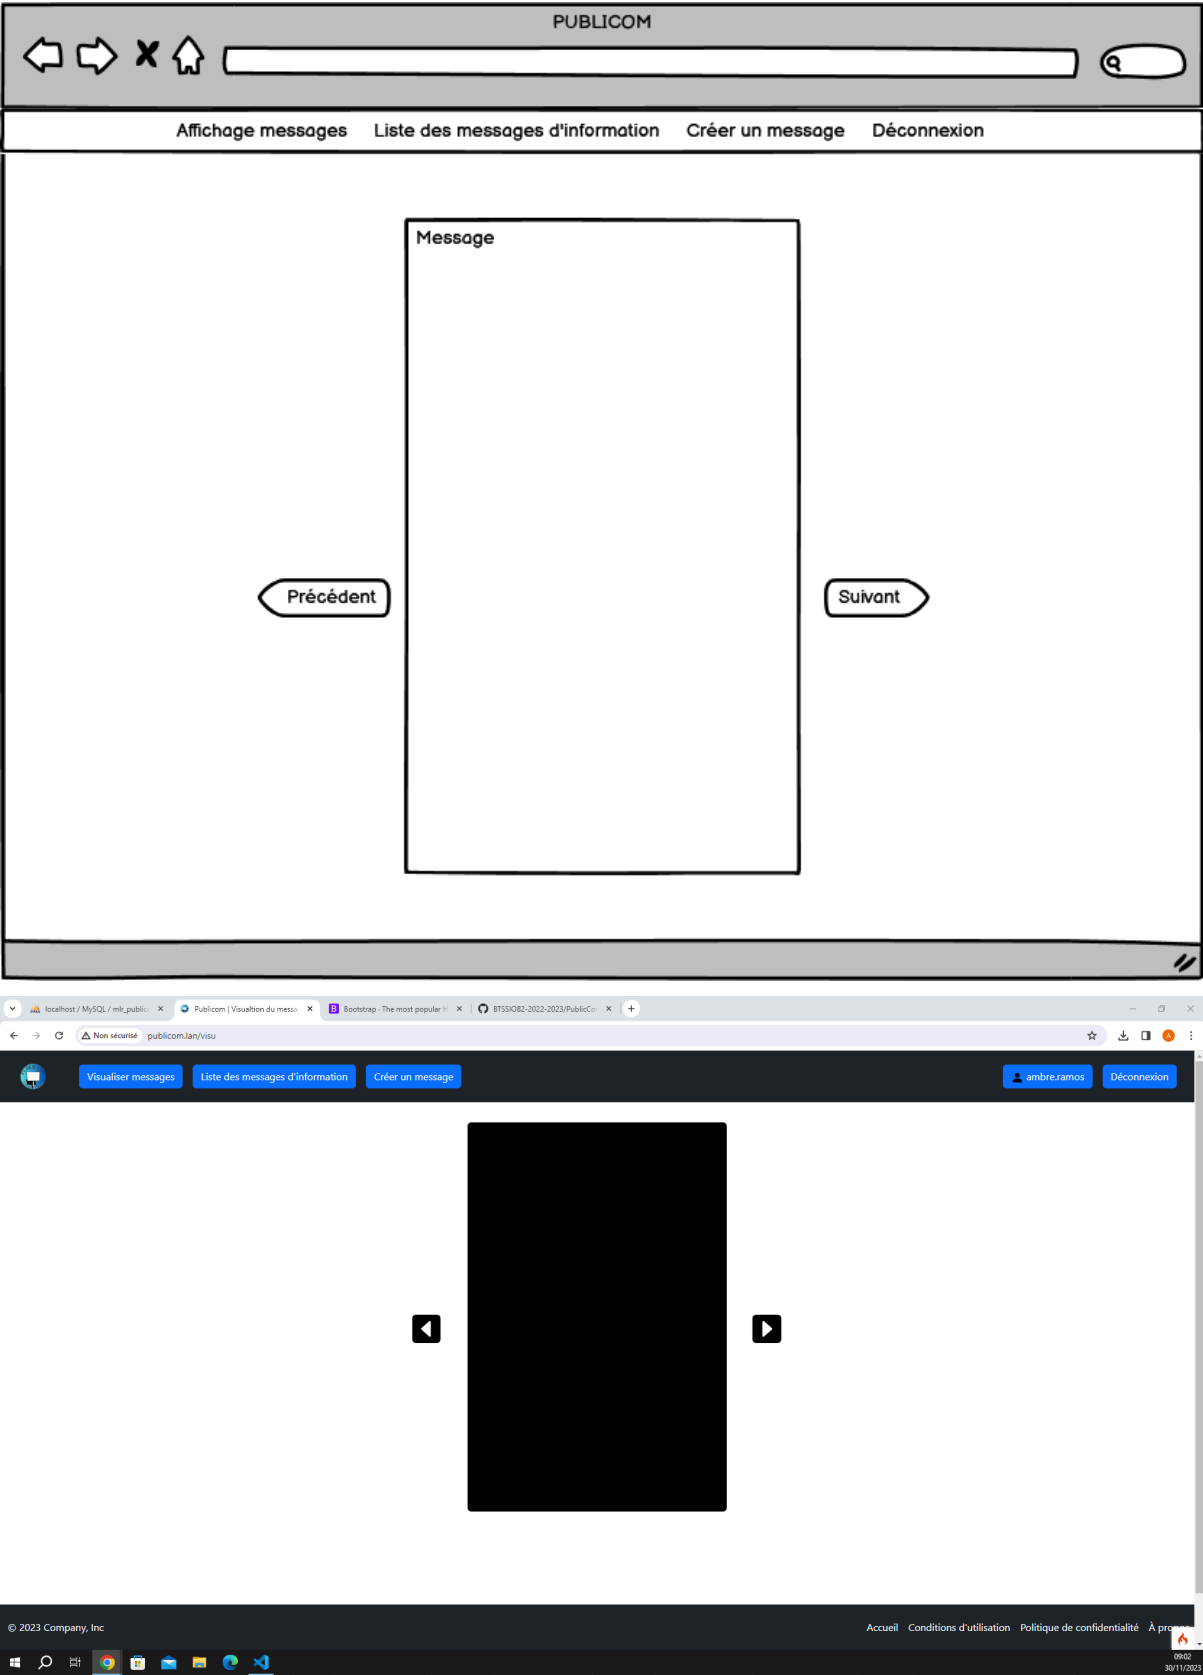 PUBLICOM
Affichage messages Liste des messages d'information Créer un message Déconnexion
Message
Précédent Suivant
localhost / MySQL / mlr_public Publicom | Visualtion du messa Bootstrap - The most popular H BTSSIO82-2022-2023/PublicCo
Non sécurisé publicom.lan/visu
Visualiser messages Liste des messages d'information Créer un message ambre.ramos Déconnexion
© 2023 Company, Inc Accueil Conditions d'utilisation Politique de confidentialité À propos
09:02
30/11/2023